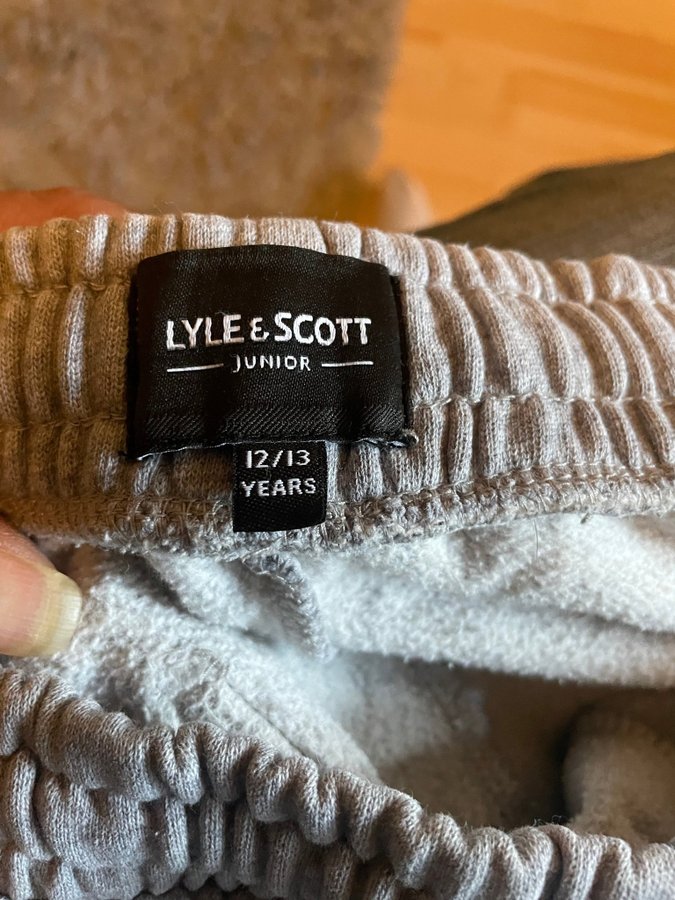 LYLE & SCOTT
JUNIOR
12/13
YEARS